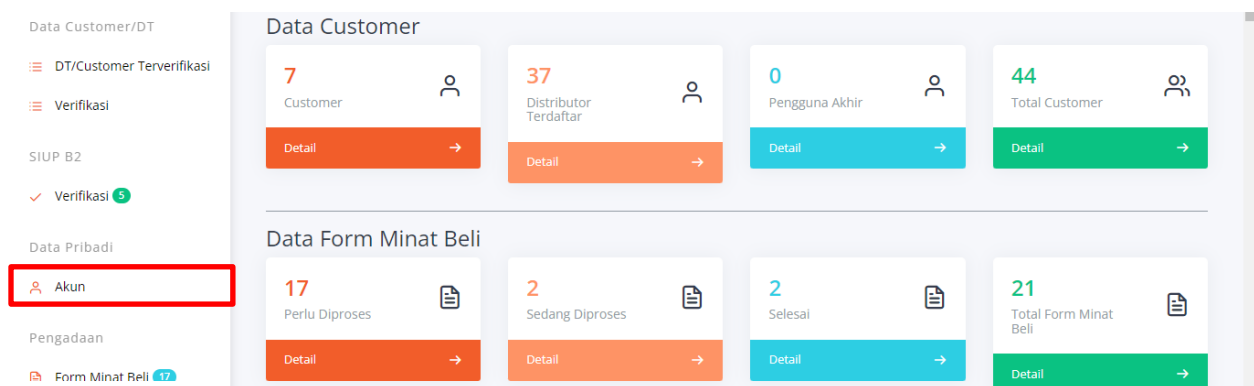 Data Customer/DT
DT/Customer Terverifikasi
Verifikasi
SIUP B2
Verifikasi 5
Data Pribadi
Akun
Pengadaan
Form Minat Beli 17
Data Customer
7
Customer
Detail
37
Distributor
Terdaftar
Detail
0
Pengguna Akhir
Detail
44
Total Customer
Detail
Data Form Minat Beli
17
Perlu Diproses
Detail
2
Sedang Diproses
Detail
2
Selesai
Detail
21
Total Form Minat
Beli
Detail